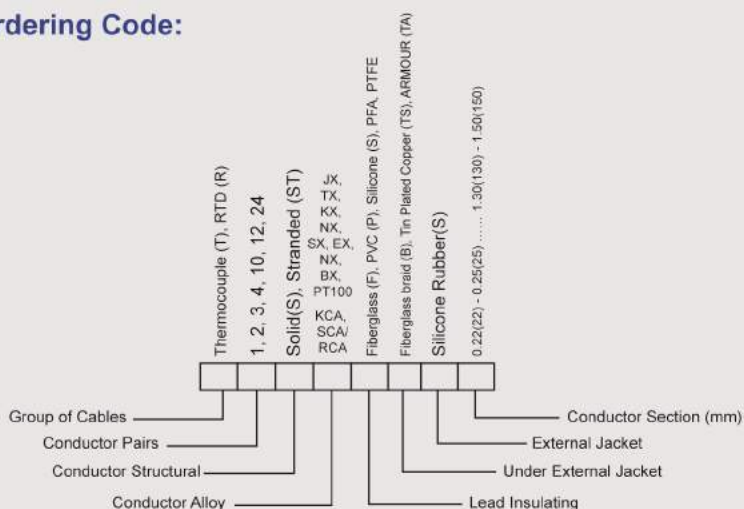 rdering Code:
Thermocouple (T), RTD (R)
1, 2, 3, 4, 10, 12, 24
Solid(S), Stranded (ST)
JX,
TX,
KX,
NX,
SX, EX,
NX,
BX,
PT100
KCA,
SCA/
RCA
Fiberglass (F), PVC (P), Silicone (S), PFA, PTFE
Fiberglass braid (B), Tin Plated Copper (TS), ARMOUR (TA)
Silicone Rubber(S)
0.22(22) - 0.25(25) ...... 1.30(130) - 1.50(150)
Group of Cables
Conductor Pairs
Conductor Structural
Conductor Alloy
Conductor Section (mm)
External Jacket
Under External Jacket
Lead Insulating